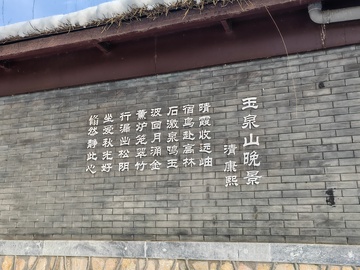 玉泉山晚景
清康熙
晴霞收远岫
宿鸟赴高林
石激泉鸣玉
波回月涌金
薰炉笼翠竹
行漏出松阴
坐爱秋光好
翛然静此心